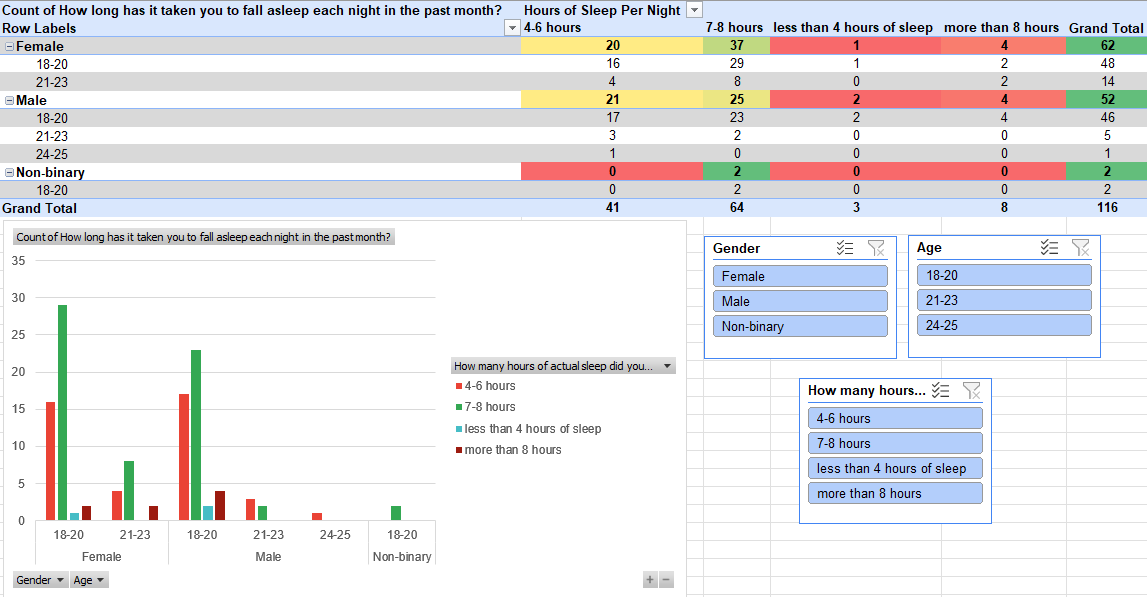 Count of How long has it taken you to fall asleep each night in the past month? Hours of Sleep Per Night
Row Labels 4-6 hours 7-8 hours less than 4 hours of sleep more than 8 hours Grand Total
Female 20 37 1 4 62
18-20 16 29 1 2 48
21-23 4 8 0 2 14
Male 21 25 2 4 52
18-20 17 23 2 4 46
21-23 3 2 0 0 5
24-25 1 0 0 0 1
Non-binary 0 2 0 0 2
18-20 0 2 0 0 2
Grand Total 41 64 3 8 116
Count of How long has it taken you to fall asleep each night in the past month?
35
30
25
20
15
10
5
0
18-20 21-23 18-20 21-23 24-25 18-20
Female Male Non-binary
Gender Age
How many hours of actual sleep did you...
4-6 hours
7-8 hours
less than 4 hours of sleep
more than 8 hours
+ −
Gender
Female
Male
Non-binary
Age
18-20
21-23
24-25
How many hours...
4-6 hours
7-8 hours
less than 4 hours of sleep
more than 8 hours